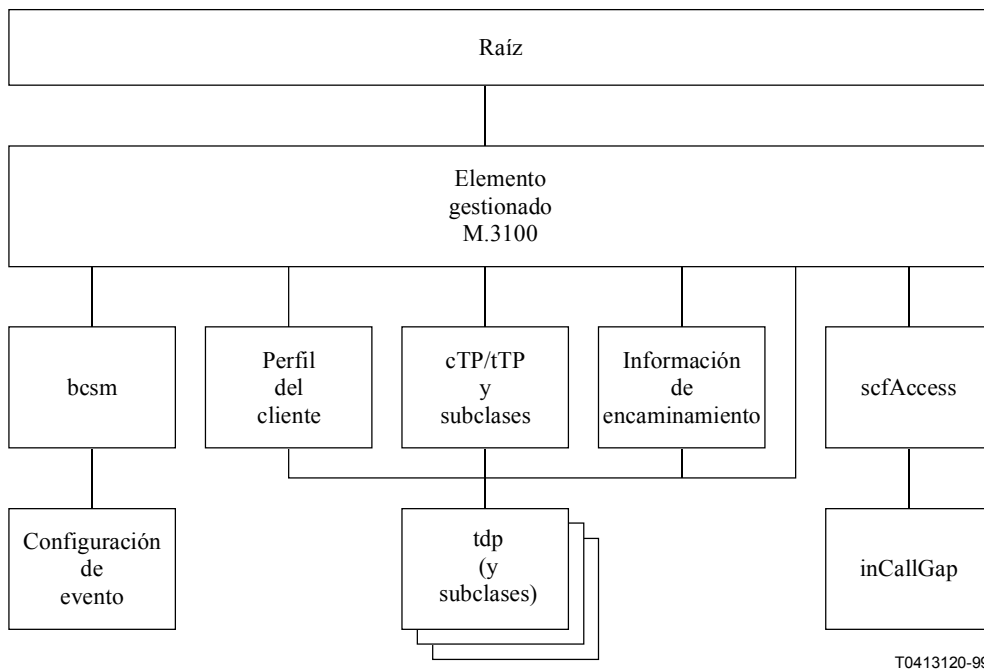 Raíz
Elemento
gestionado
M.3100
bcsm
Perfil
del
cliente
cTP/tTP
y
subclases
Información
de
encaminamiento
scfAccess
Configuración
de
evento
tdp
(y
subclases)
inCallGap
T0413120-99